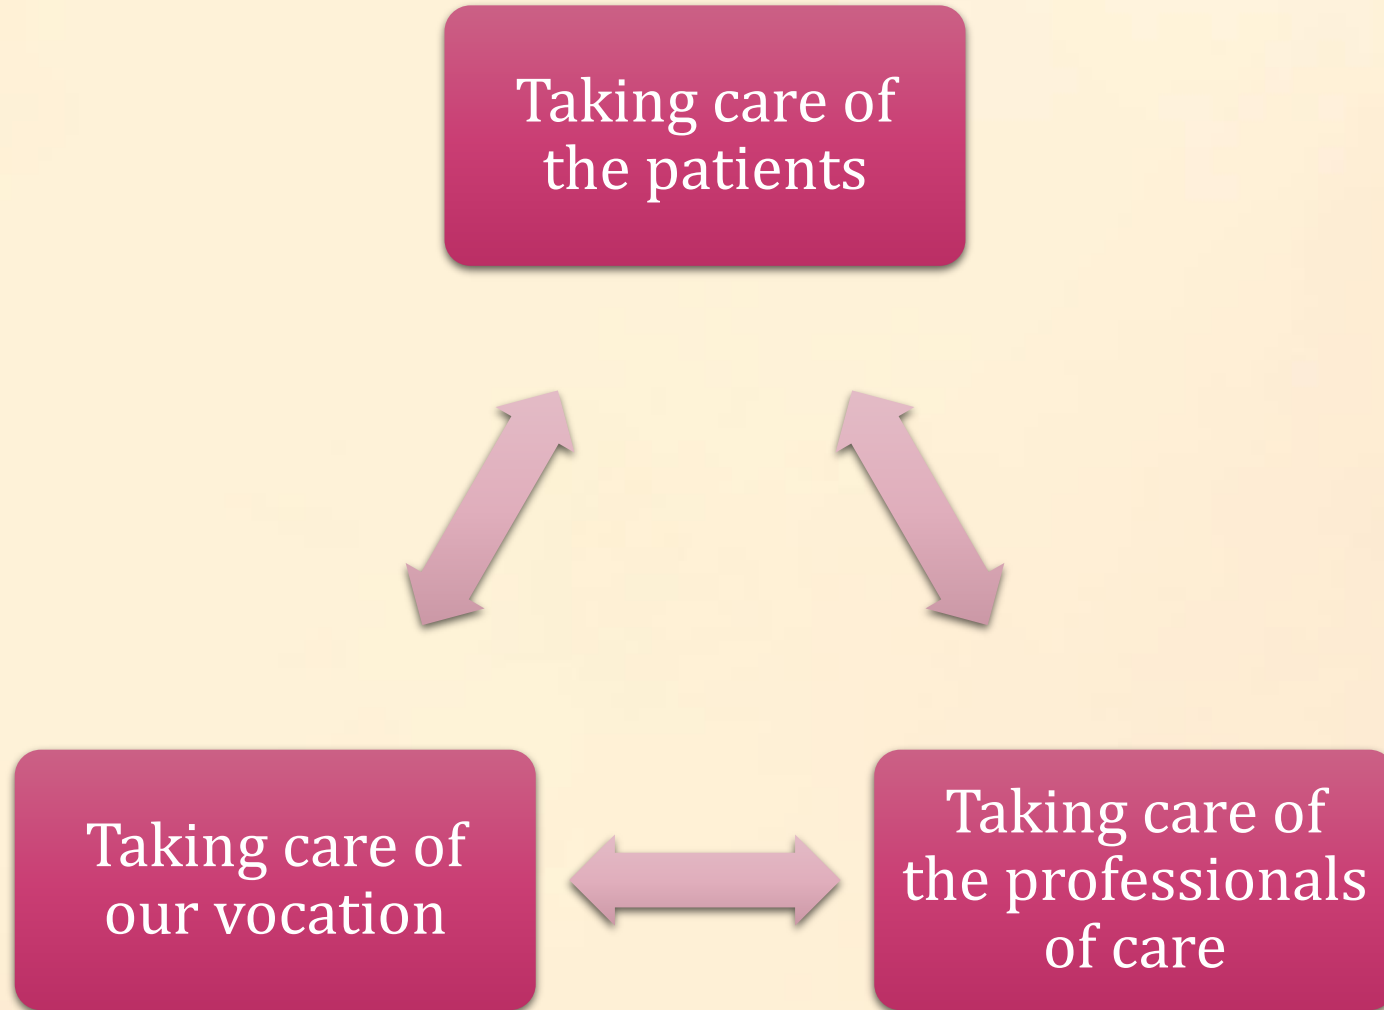 Taking care of
the patients
Taking care of
our vocation
Taking care of
the professionals
of care